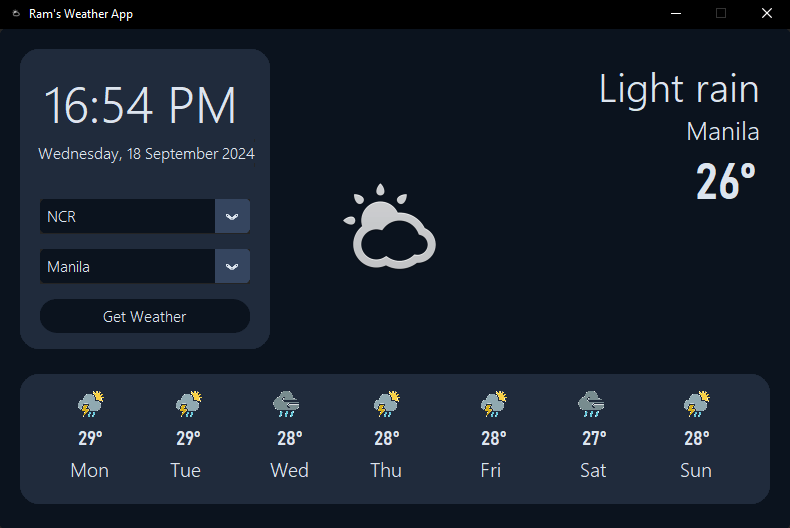 Ram's Weather App
16:54 PM
Wednesday, 18 September 2024
NCR
Manila
Get Weather
Light rain
Manila
26°
29° 29° 28° 28° 28° 27° 28°
Mon Tue Wed Thu Fri Sat Sun